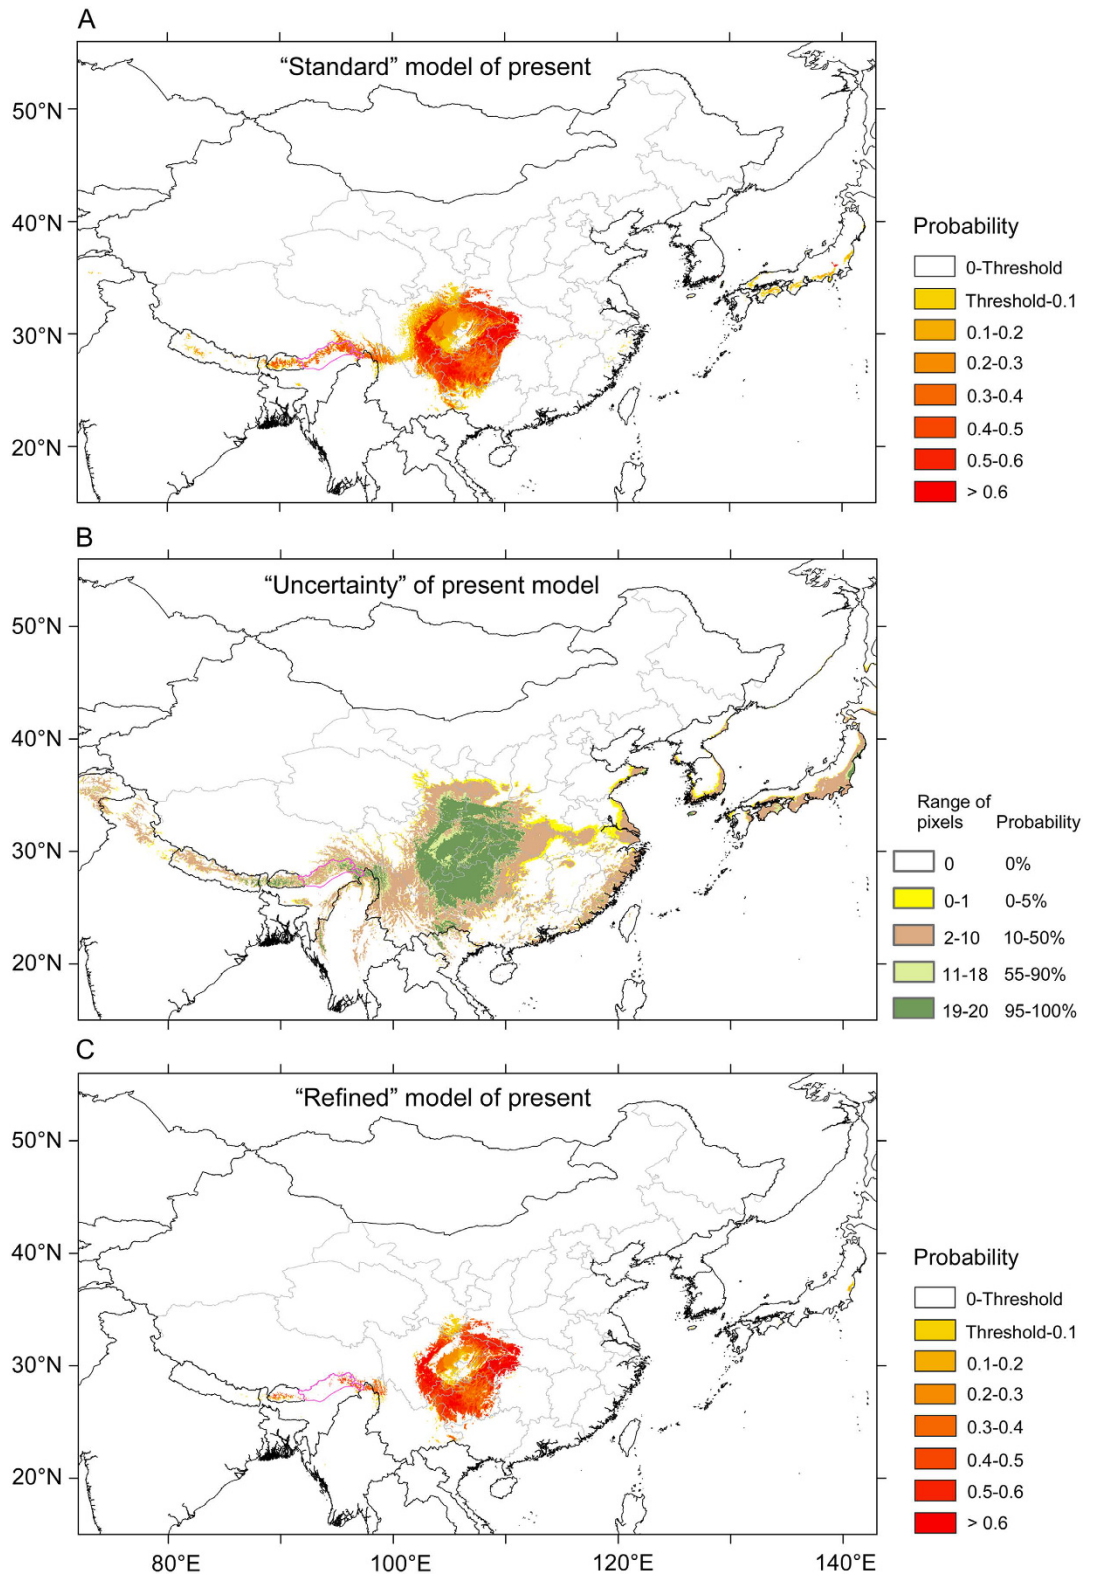 A
“Standard” model of present
50°N
40°N
30°N
20°N
Probability
0-Threshold
Threshold-0.1
0.1-0.2
0.2-0.3
0.3-0.4
0.4-0.5
0.5-0.6
> 0.6
B
“Uncertainty” of present model
50°N
40°N
30°N
20°N
Range of pixels Probability
0 0%
0-1 0-5%
2-10 10-50%
11-18 55-90%
19-20 95-100%
C
“Refined” model of present
50°N
40°N
30°N
20°N
80°E 100°E 120°E 140°E
Probability
0-Threshold
Threshold-0.1
0.1-0.2
0.2-0.3
0.3-0.4
0.4-0.5
0.5-0.6
> 0.6